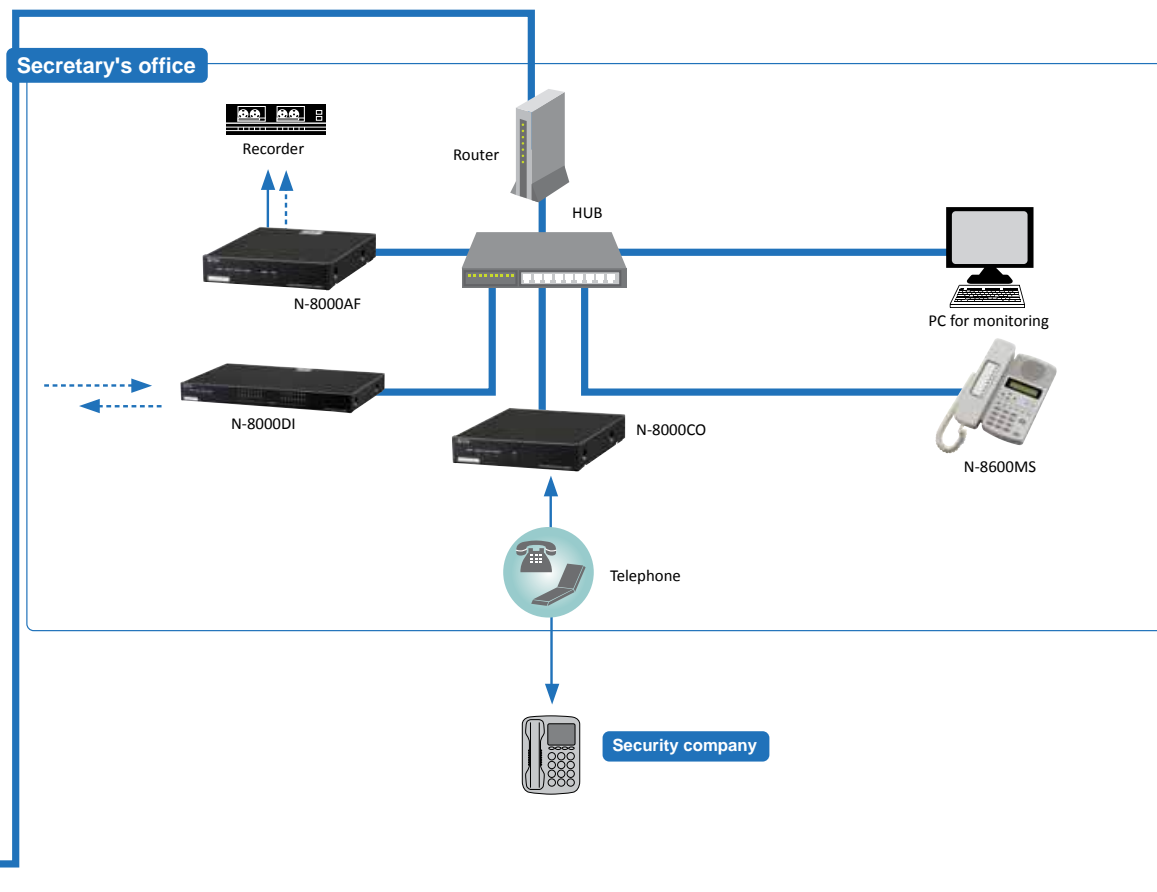 Secretary's office
Recorder
Router
HUB
N-8000AF
PC for monitoring
N-8000DI
N-8000CO
N-8600MS
Telephone
Security company